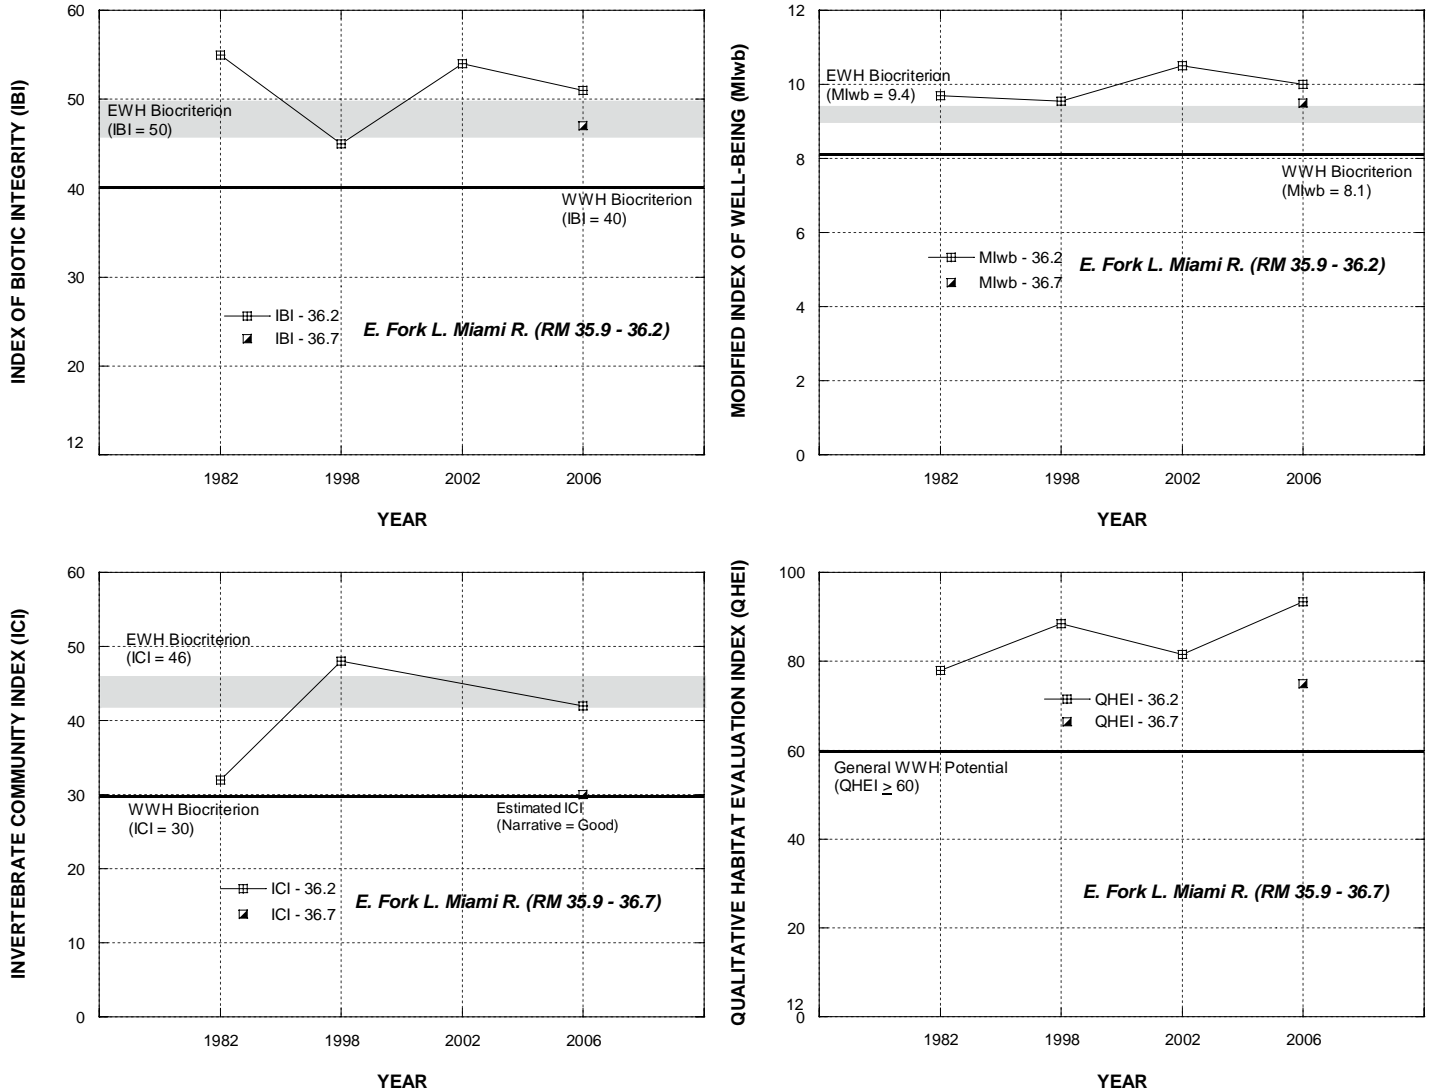 INDEX OF BIOTIC INTEGRITY (IBI)
60
50
40
30
20
12
EWH Biocriterion
(IBI = 50)
WWH Biocriterion
(IBI = 40)
IBI - 36.2
IBI - 36.7
E. Fork L. Miami R. (RM 35.9 - 36.2)
1982 1998 2002 2006
YEAR
MODIFIED INDEX OF WELL-BEING (MIwb)
12
10
8
6
4
2
0
EWH Biocriterion
(MIwb = 9.4)
WWH Biocriterion
(MIwb = 8.1)
MIwb - 36.2
MIwb - 36.7
E. Fork L. Miami R. (RM 35.9 - 36.2)
1982 1998 2002 2006
YEAR
INVERTEBRATE COMMUNITY INDEX (ICI)
60
50
40
30
20
10
0
EWH Biocriterion
(ICI = 46)
WWH Biocriterion
(ICI = 30)
Estimated ICI
(Narrative = Good)
ICI - 36.2
ICI - 36.7
E. Fork L. Miami R. (RM 35.9 - 36.7)
1982 1998 2002 2006
YEAR
QUALITATIVE HABITAT EVALUATION INDEX (QHEI)
100
80
60
40
20
12
0
QHEI - 36.2
QHEI - 36.7
General WWH Potential
(QHEI ≥ 60)
E. Fork L. Miami R. (RM 35.9 - 36.7)
1982 1998 2002 2006
YEAR